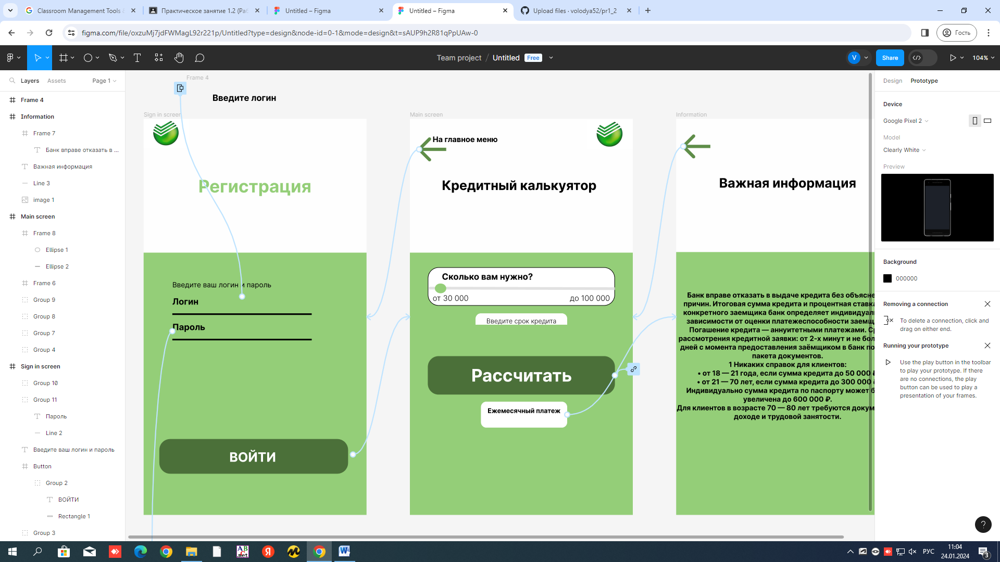 Classroom Management Tools &
Практическое занятие 1.2 (Раб
Untitled – Figma
Untitled – Figma
Upload files · volodya52/pr1_2
figma.com/file/oxzuMj7jdFWMagL92r221p/Untitled?type=design&node-id=0-1&mode=design&t=sAUP9h2R81qPpUAw-0
Гость
Team project / Untitled Free
V
Share
104%
Layers Assets Page 1
Frame 4
Information
Frame 7
Банк вправе отказать в ...
Важная информация
Line 3
image 1
Main screen
Frame 8
Ellipse 1
Ellipse 2
Frame 6
Group 9
Group 8
Group 7
Group 4
Sign in screen
Group 10
Group 11
Пароль
Line 2
Введите ваш логин и пароль
Button
Group 2
ВОЙТИ
Rectangle 1
Group 3
Frame 4
Введите логин
Sign in screen
Регистрация
Введите ваш логин и пароль
Логин
Пароль
ВОЙТИ
Main screen
На главное меню
Кредитный калькуятор
Сколько вам нужно?
от 30 000 до 100 000
Введите срок кредита
Рассчитать
Ежемесячный платеж
Information
Важная информация
Банк вправе отказать в выдаче кредита без объясне
причин. Итоговая сумма кредита и процентная ставка
конкретного заемщика банк определяет индивидуал
зависимости от оценки платежеспособности заемщ
Погашение кредита — аннуитетными платежами. Ср
рассмотрения кредитной заявки: от 2-х минут и не бол
дней с момента предоставления заёмщиком в банк по
пакета документов.
1 Никаких справок для клиентов:
• от 18 — 21 года, если сумма кредита до 50 000 ₽
• от 21 — 70 лет, если сумма кредита до 300 000 ₽
Индивидуально сумма кредита по паспорту может б
увеличена до 600 000 ₽.
Для клиентов в возрасте 70 — 80 лет требуются докум
доходе и трудовой занятости.
Design Prototype
Device
Google Pixel 2
Model
Clearly White
Preview
Background
000000
Removing a connection
To delete a connection, click and
drag on either end.
Running your prototype
Use the play button in the toolbar
to play your prototype. If there
are no connections, the play
button can be used to play a
presentation of your frames.
?
РУС
11:04
24.01.2024
3